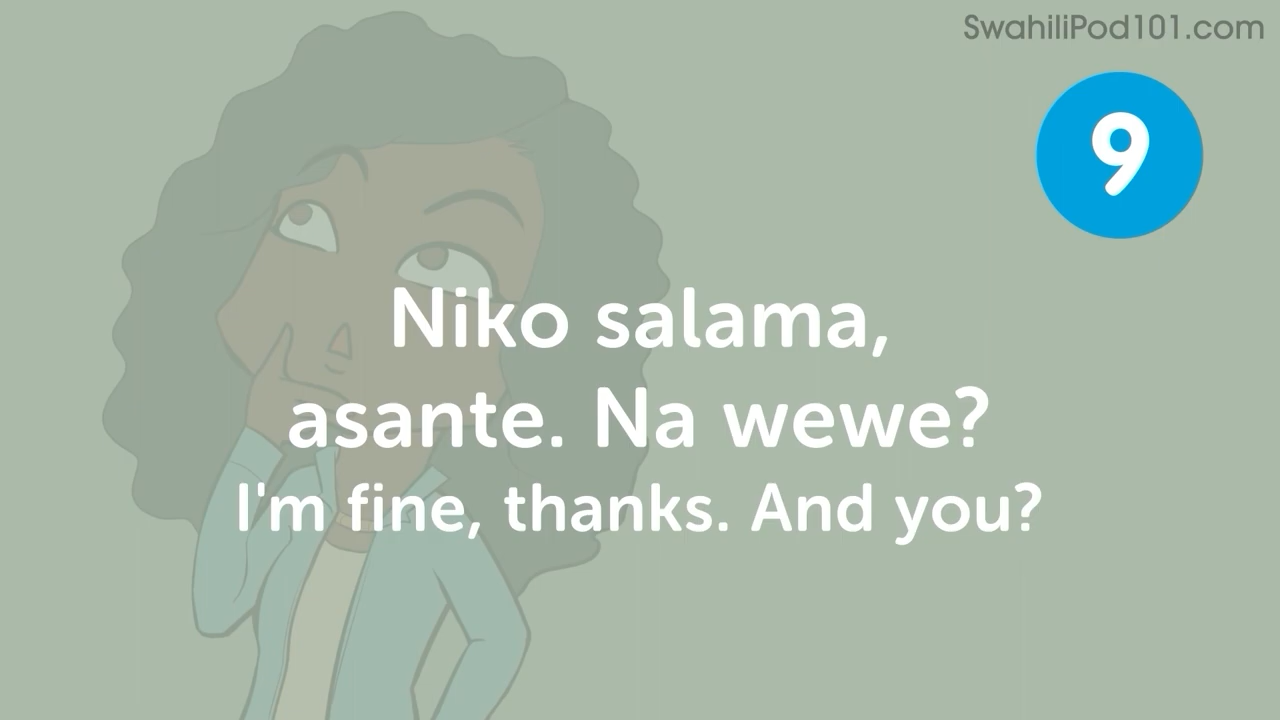 SwahiliPod101.com
9
Niko salama,
asante. Na wewe?
I'm fine, thanks. And you?